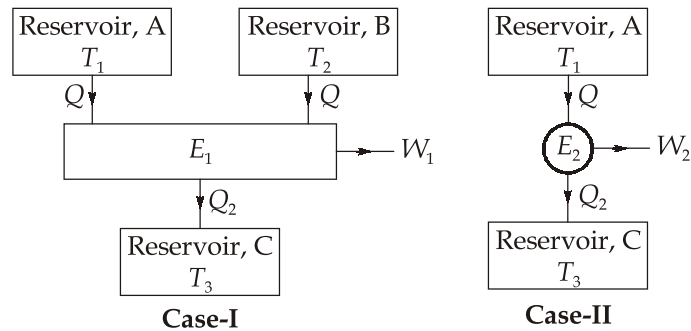 Reservoir, A
T₁
Reservoir, B
T₂
Q
Q
E₁
W₁
Q₂
Reservoir, C
T₃
Case-I
Reservoir, A
T₁
Q
E₂
W₂
Q₂
Reservoir, C
T₃
Case-II